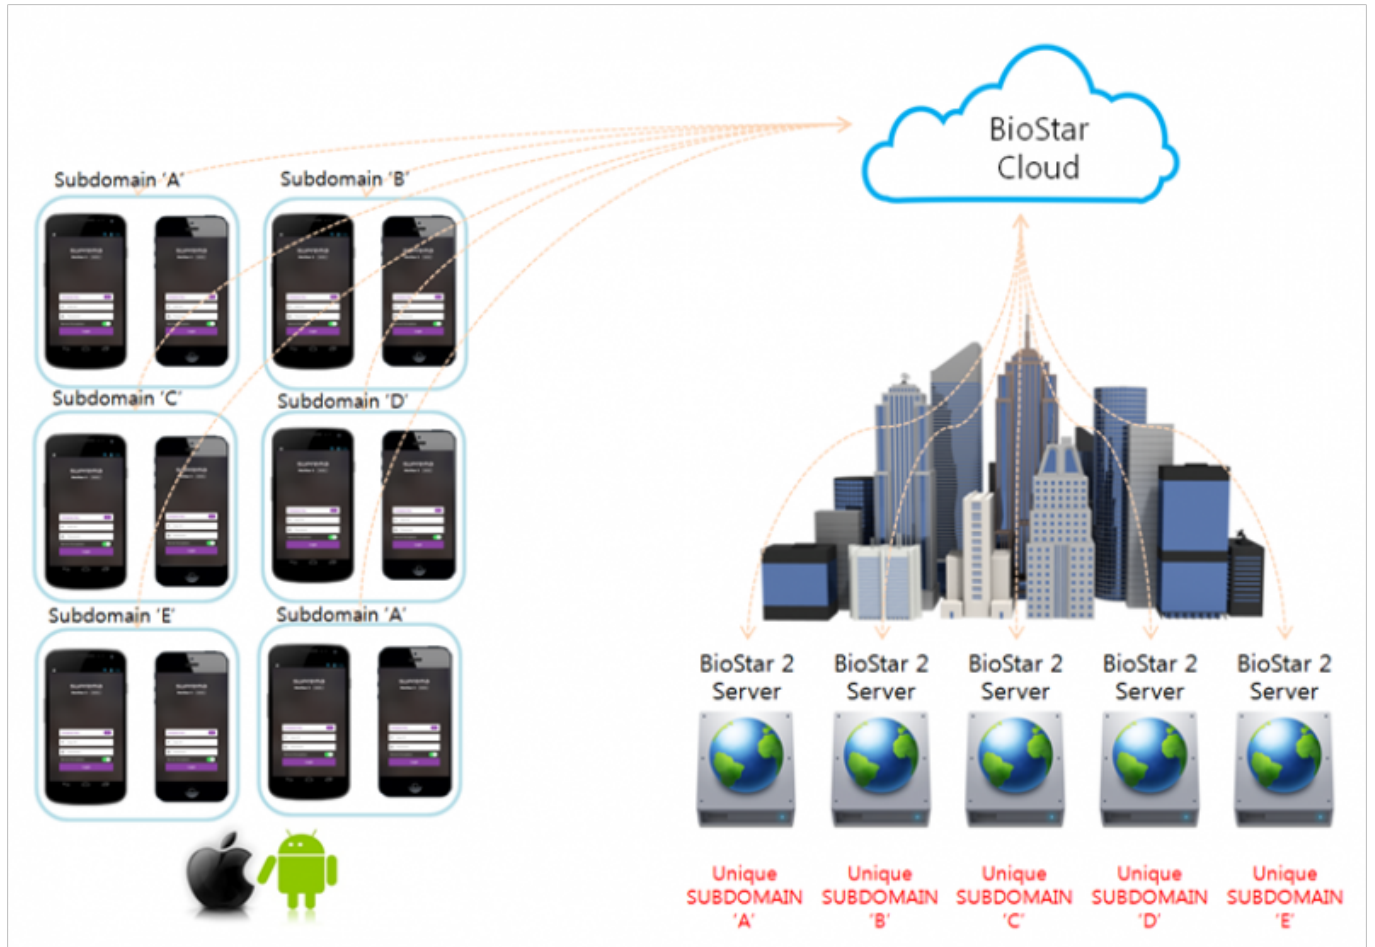 BioStar
Cloud
Subdomain 'A'
Subdomain 'B'
Subdomain 'C'
Subdomain 'D'
Subdomain 'E'
Subdomain 'A'
BioStar 2
Server
BioStar 2
Server
BioStar 2
Server
BioStar 2
Server
BioStar 2
Server
Unique
SUBDOMAIN
'A'
Unique
SUBDOMAIN
'B'
Unique
SUBDOMAIN
'C'
Unique
SUBDOMAIN
'D'
Unique
SUBDOMAIN
'E'